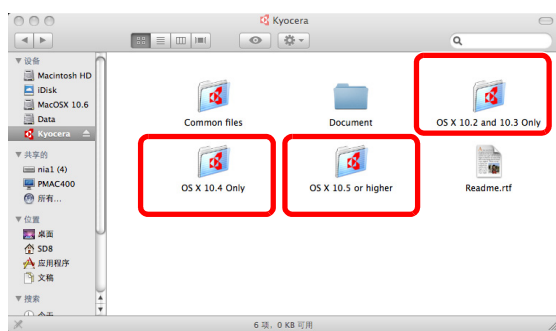 Kyocera
设备
Macintosh HD
iDisk
MacOSX 10.6
Data
Kyocera
共享的
nia1 (4)
PMAC400
所有...
位置
桌面
SD8
应用程序
文稿
搜索
今天
Common files
Document
OS X 10.2 and 10.3 Only
OS X 10.4 Only
OS X 10.5 or higher
Readme.rtf
6 项，0 KB 可用